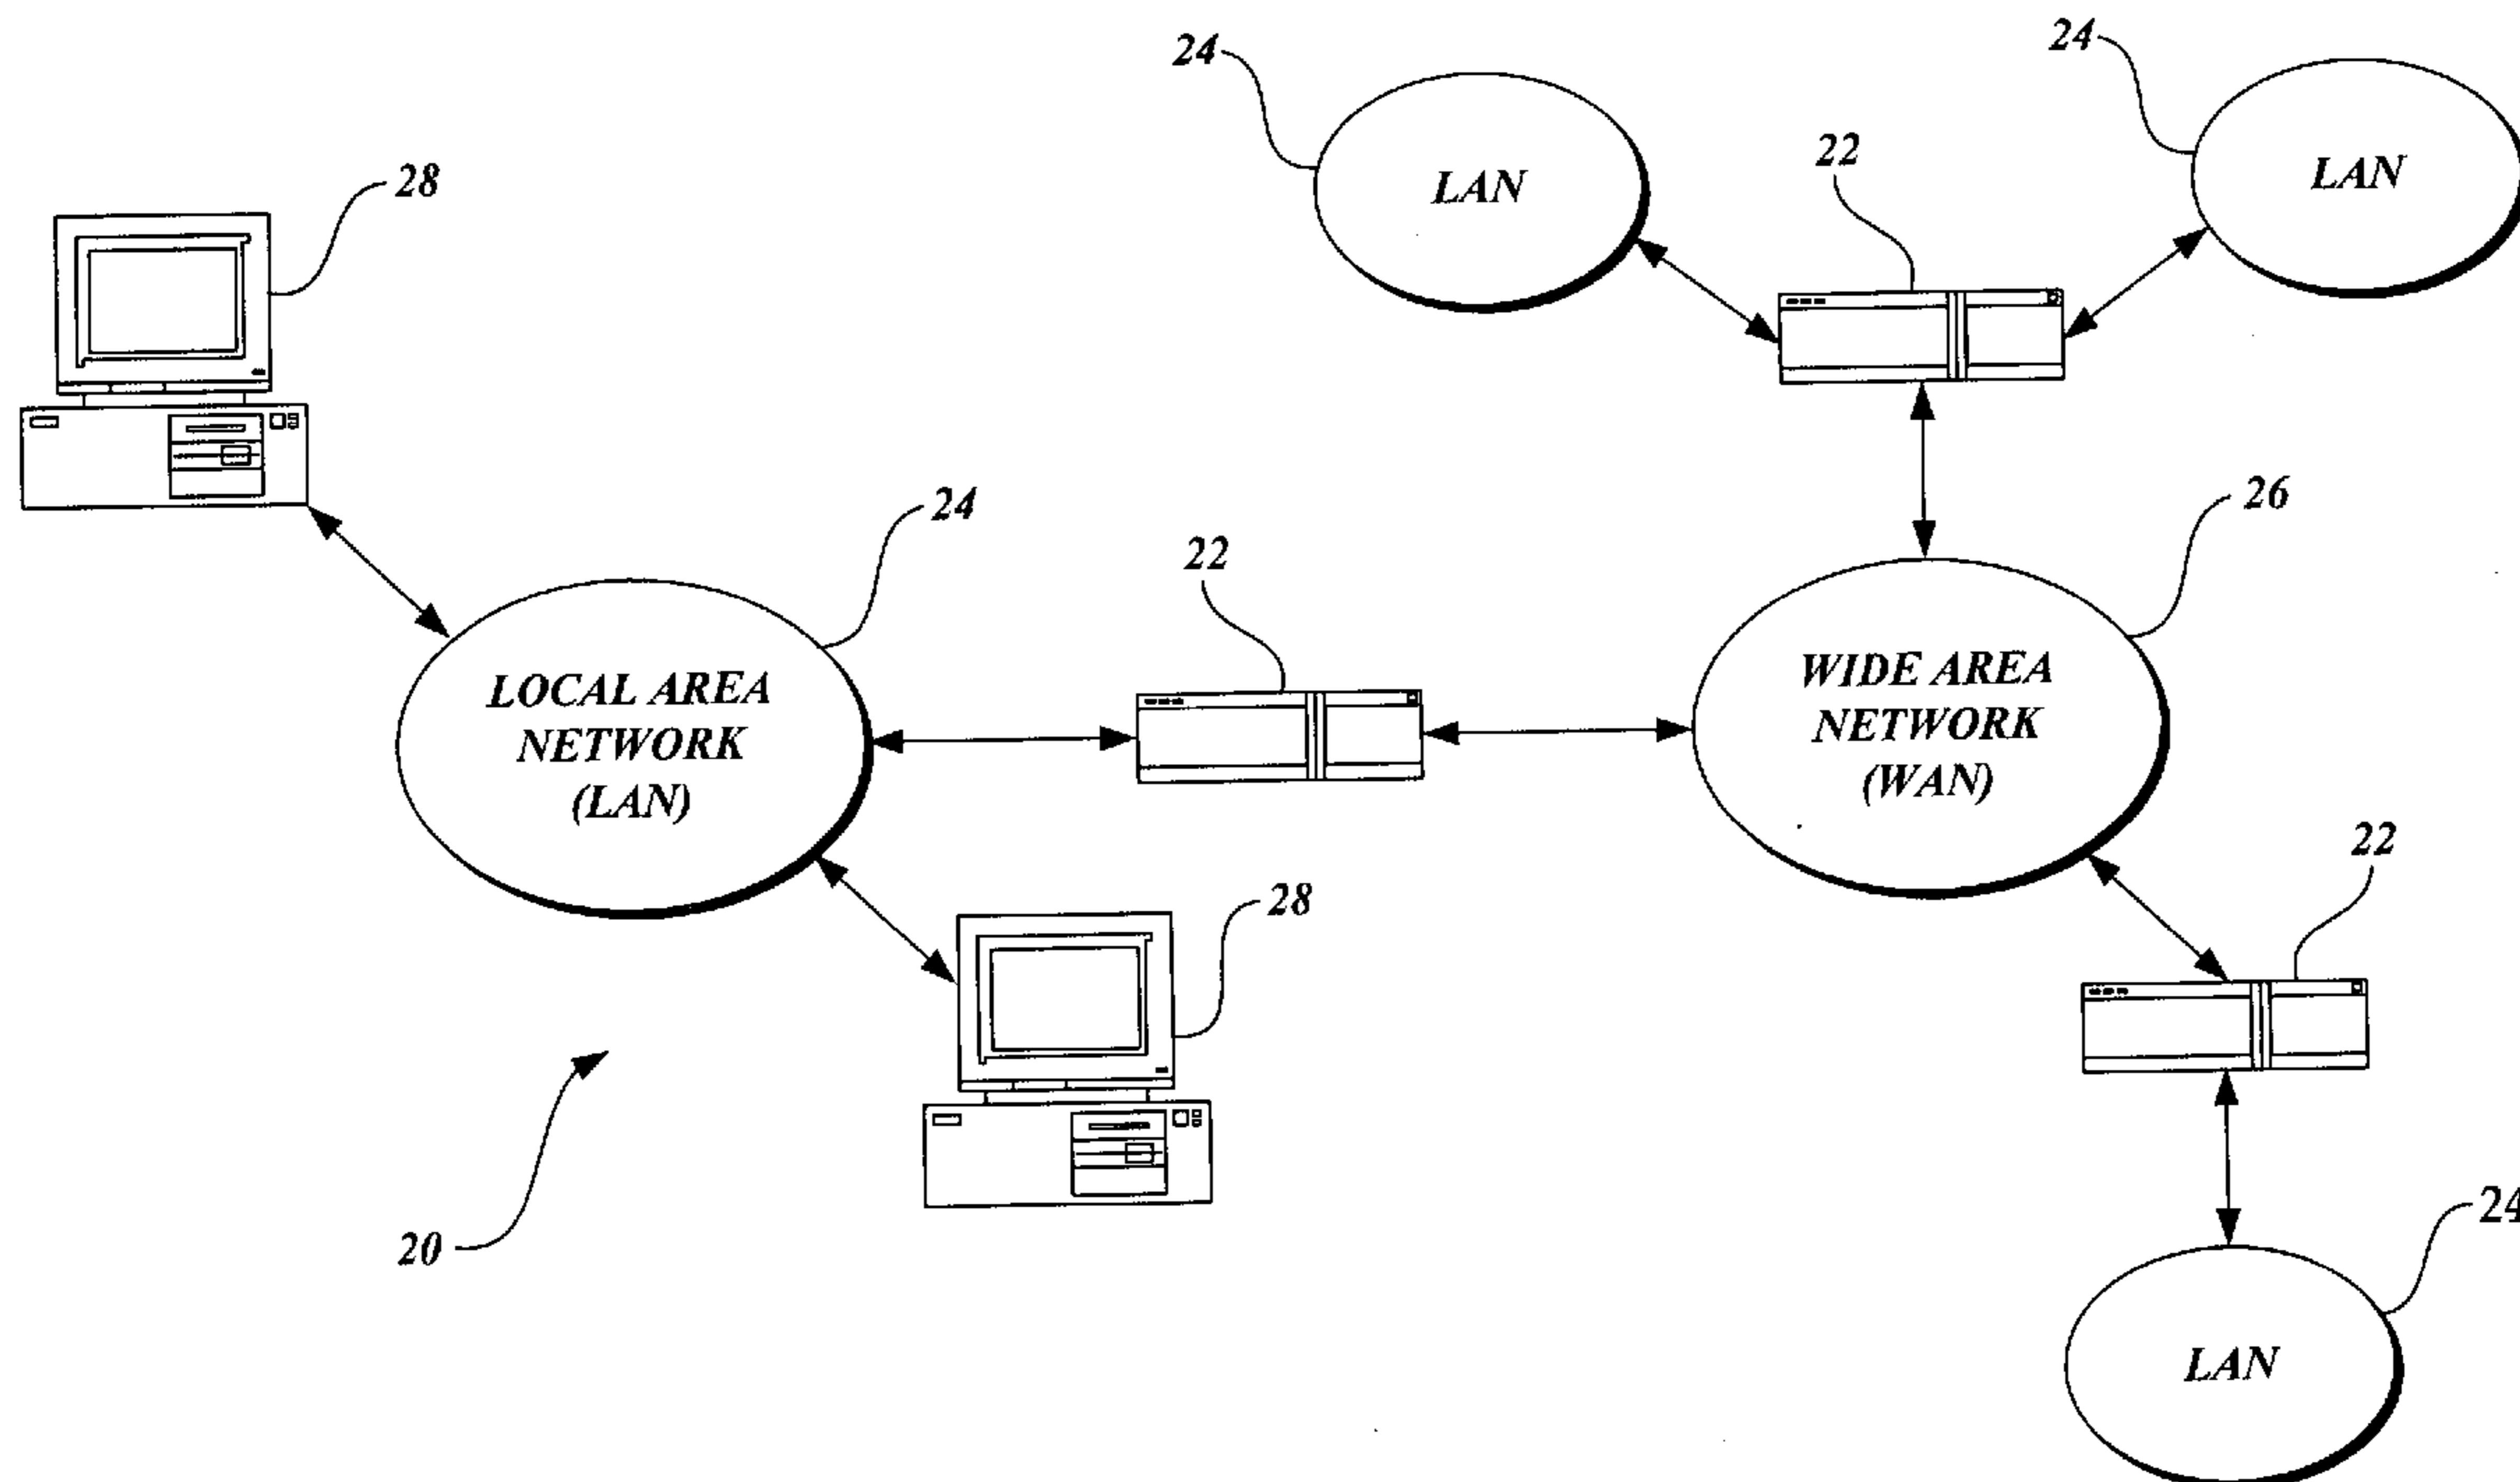 24
24
LAN
LAN
22
28
24
26
22
LOCAL AREA
NETWORK
(LAN)
WIDE AREA
NETWORK
(WAN)
22
28
20
24
LAN